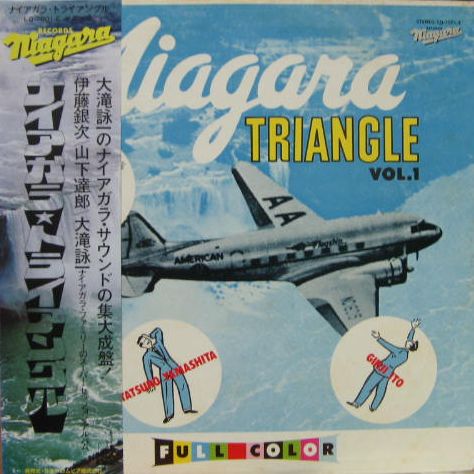 ナイアガラ・トライアングル
RECORDS
Niagara
ナイアガラ★トライアングル
大滝詠一のナイアガラ・サウンドの集大成盤
伊藤銀次 山下達郎 大滝詠一
Niagara
Niagara
TRIANGLE
VOL.1
AA
AMERICAN
Flagship
TATSURO YAMASHITA
GINJI ITO
FULL COLOR